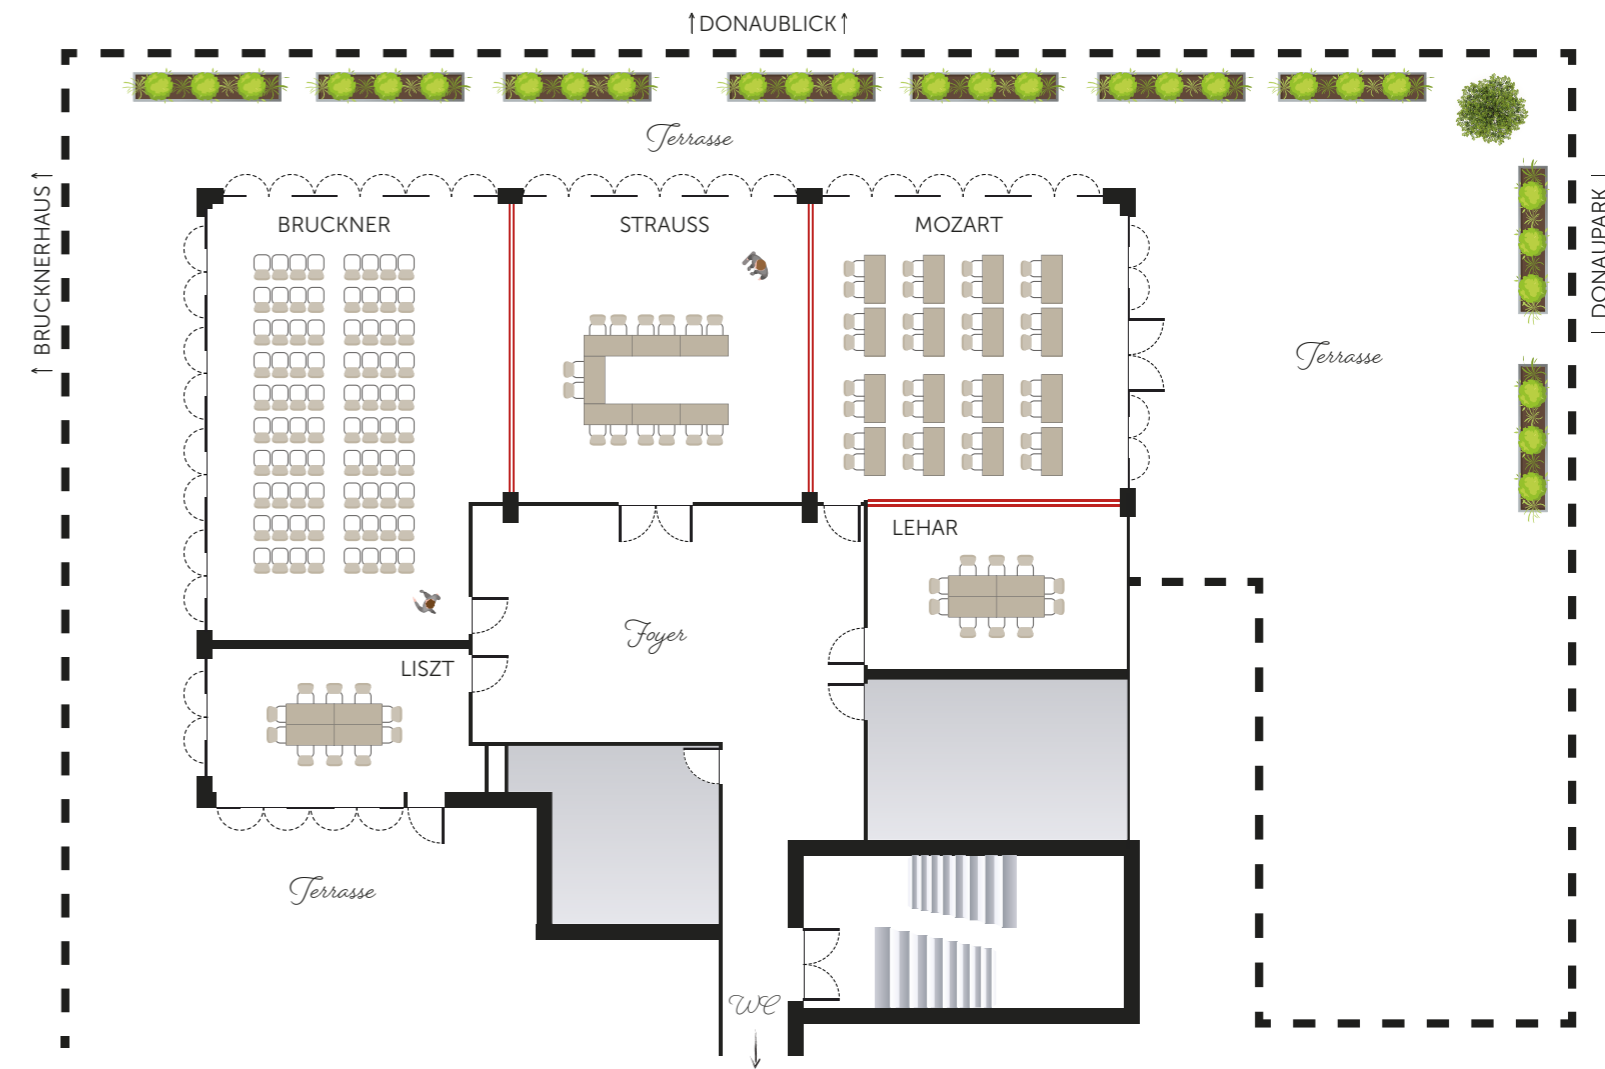 ↑DONAUBLICK↑
Terrasse
↑ BRUCKNERHAUS↑
DONAUPARK
BRUCKNER
STRAUSS
MOZART
Terrasse
LEHAR
Foyer
LISZT
Terrasse
WC
↓